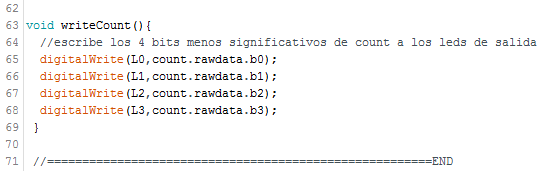 62
63 void writeCount(){
64 //escribe los 4 bits menos significativos de count a los leds de salida
65 digitalWrite(L0,count.rawdata.b0);
66 digitalWrite(L1,count.rawdata.b1);
67 digitalWrite(L2,count.rawdata.b2);
68 digitalWrite(L3,count.rawdata.b3);
69 }
70
71 //=======================================================END